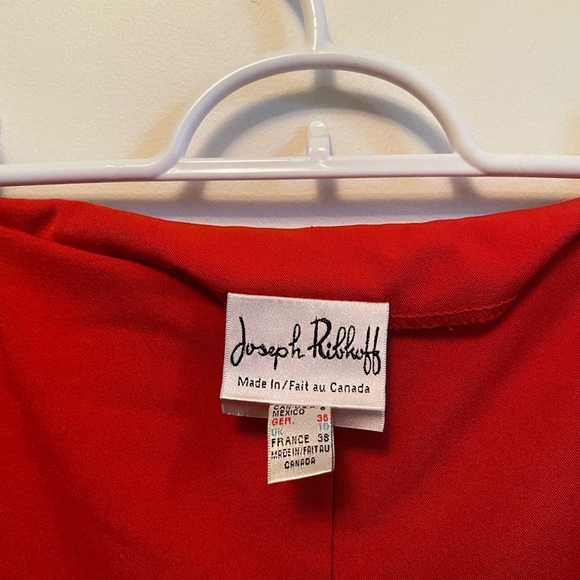 Joseph Ribkoff
Made In/Fait au Canada
MEXICO
GER. 36
UK 10
FRANCE 38
MADE IN/FAIT AU
CANADA